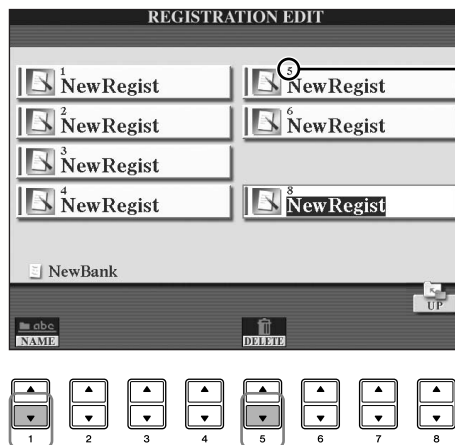 REGISTRATION EDIT
1
NewRegist
2
NewRegist
3
NewRegist
4
NewRegist
5
NewRegist
6
NewRegist
8
NewRegist
NewBank
UP
abc
NAME
DELETE
1 2 3 4 5 6 7 8